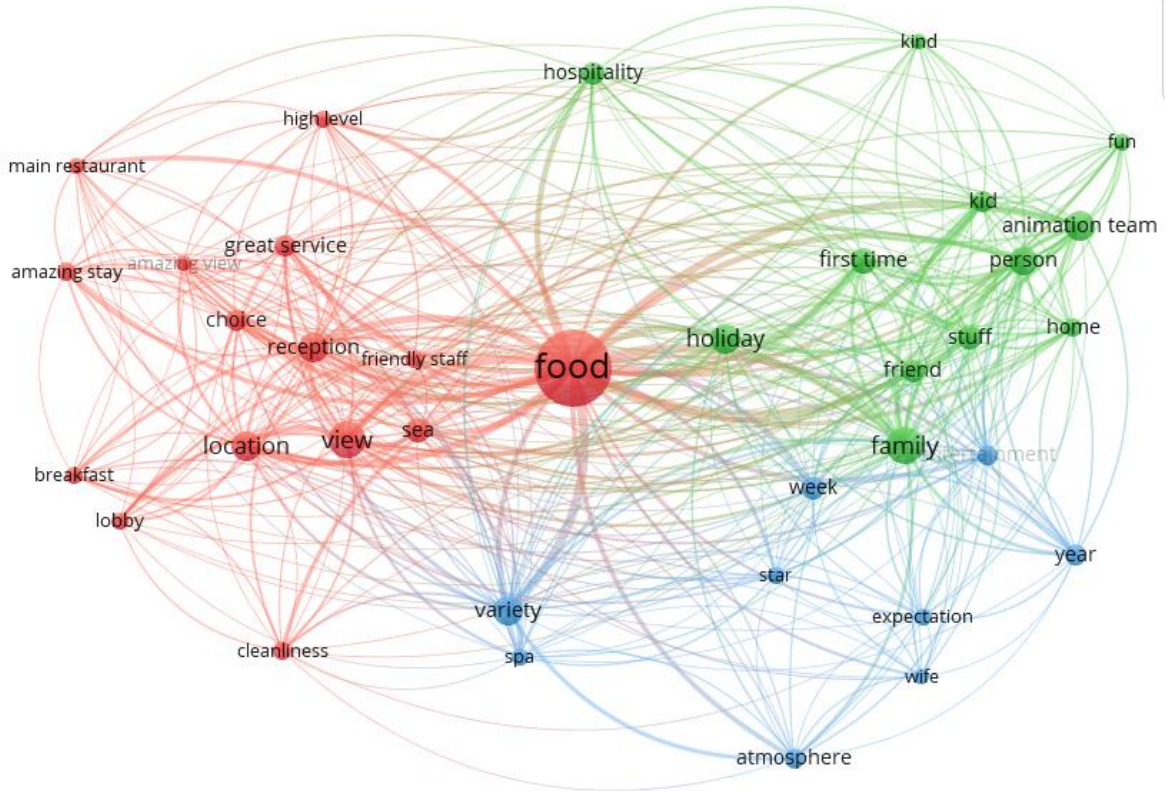 kind
hospitality
high level
fun
main restaurant
kid
animation team
great service
first time
person
amazing view
amazing stay
choice
home
holiday
stuff
reception
friendly staff
food
friend
sea
view
location
family
breakfast
week
lobby
year
star
variety
expectation
cleanliness
spa
wife
atmosphere